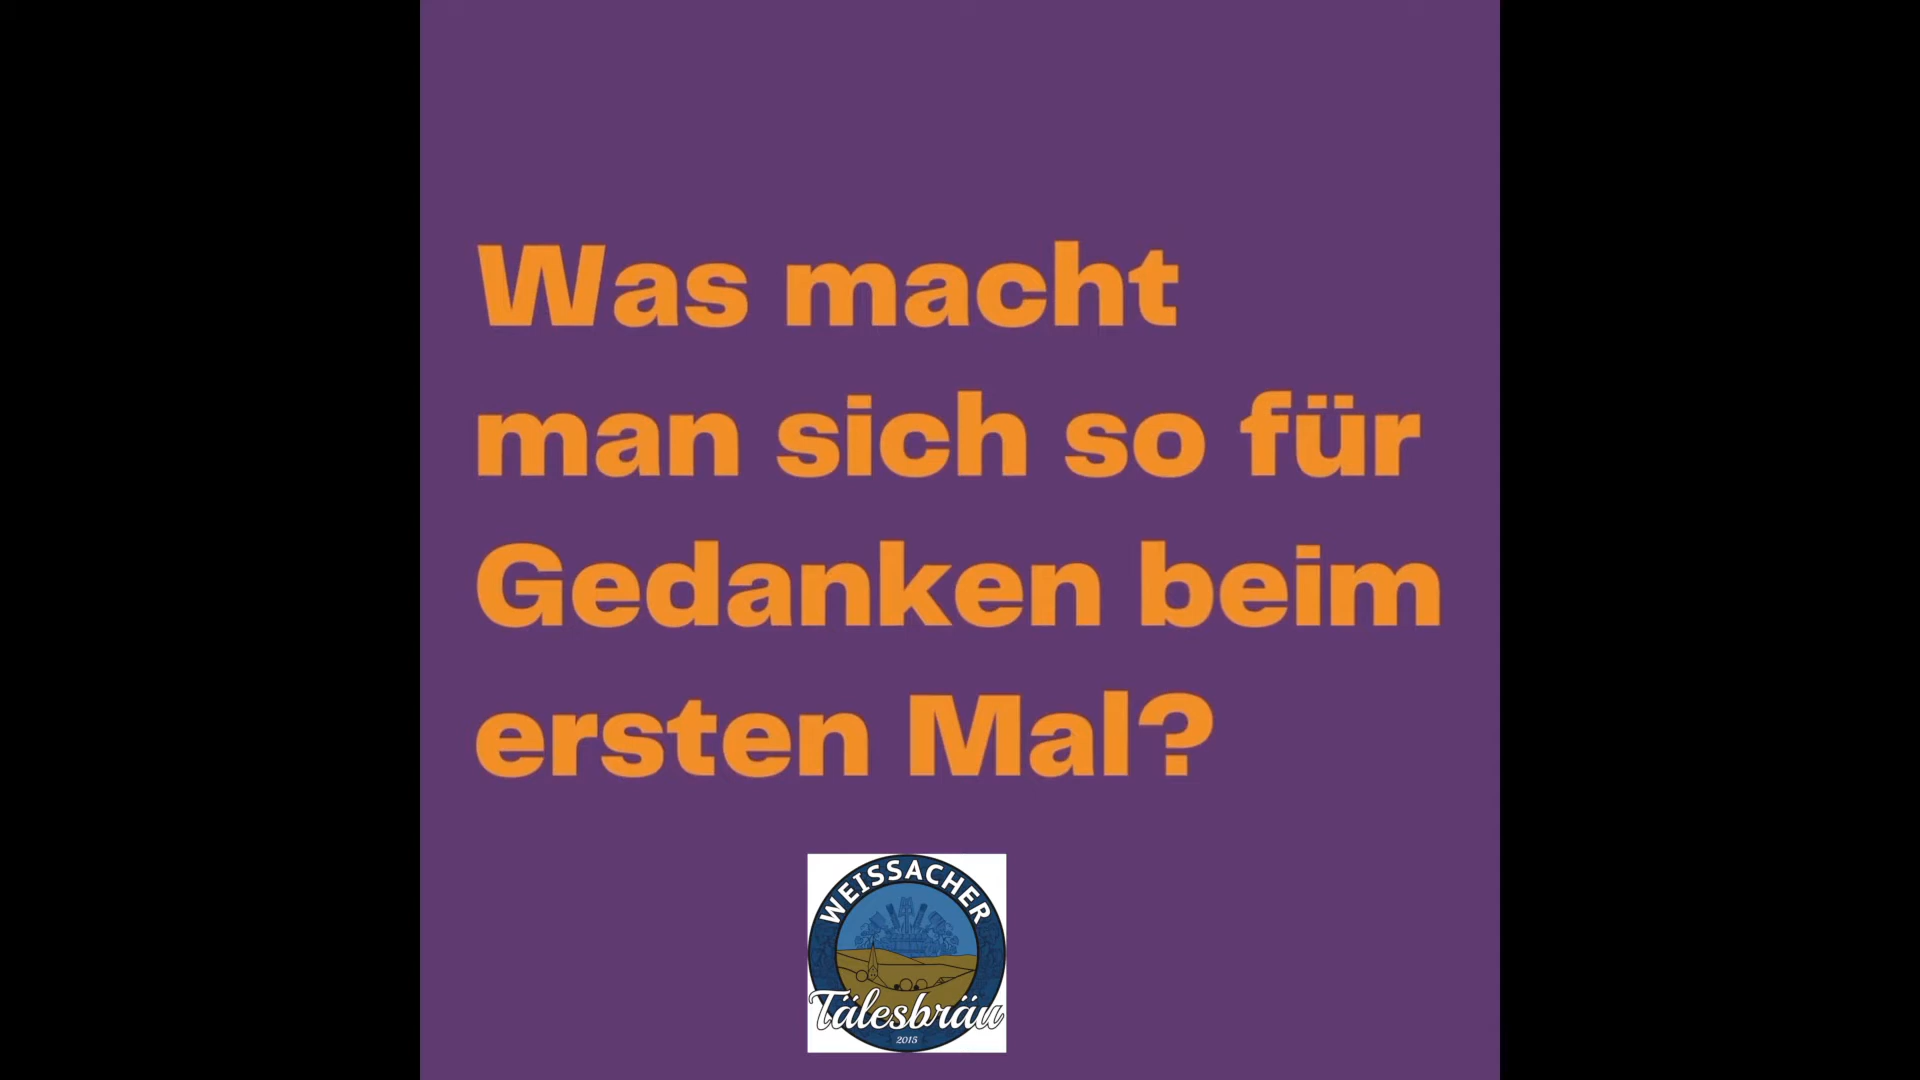 Was macht
man sich so für
Gedanken beim
ersten Mal?
WEISSACHER
Tälesbräu
2015